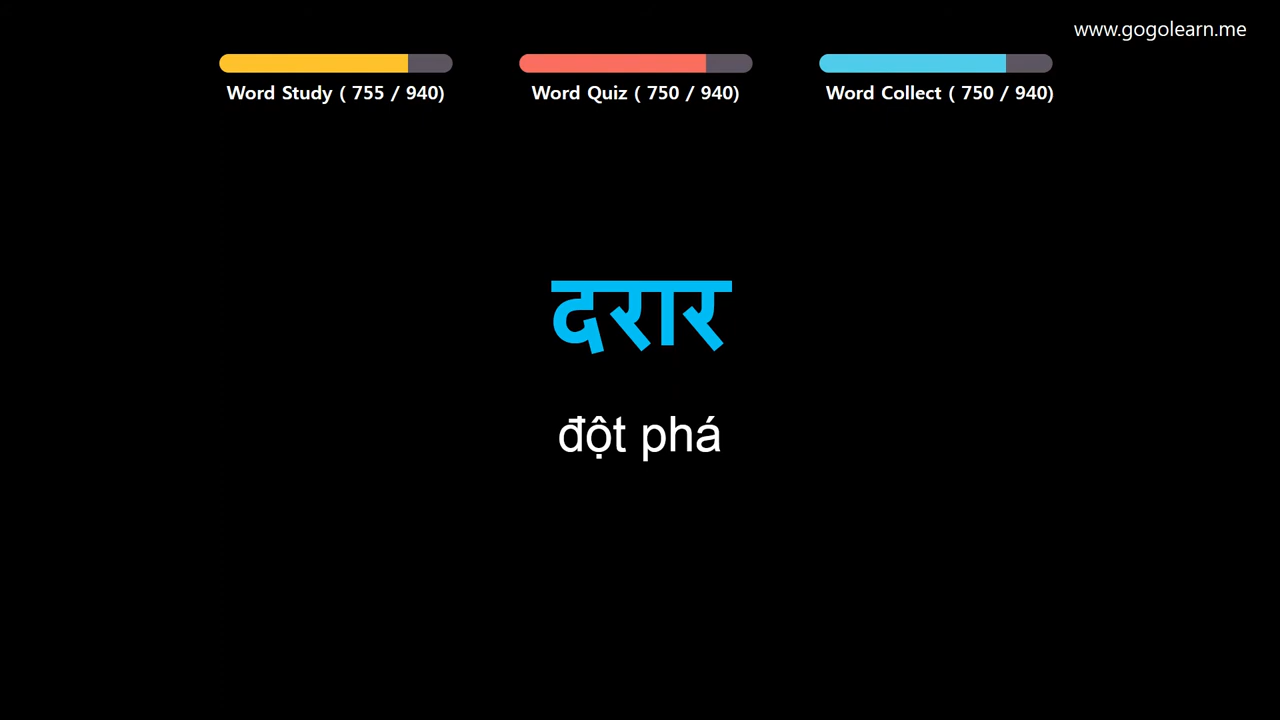 www.gogolearn.me
Word Study ( 755 / 940)
Word Quiz ( 750 / 940)
Word Collect ( 750 / 940)
दरार
đột phá